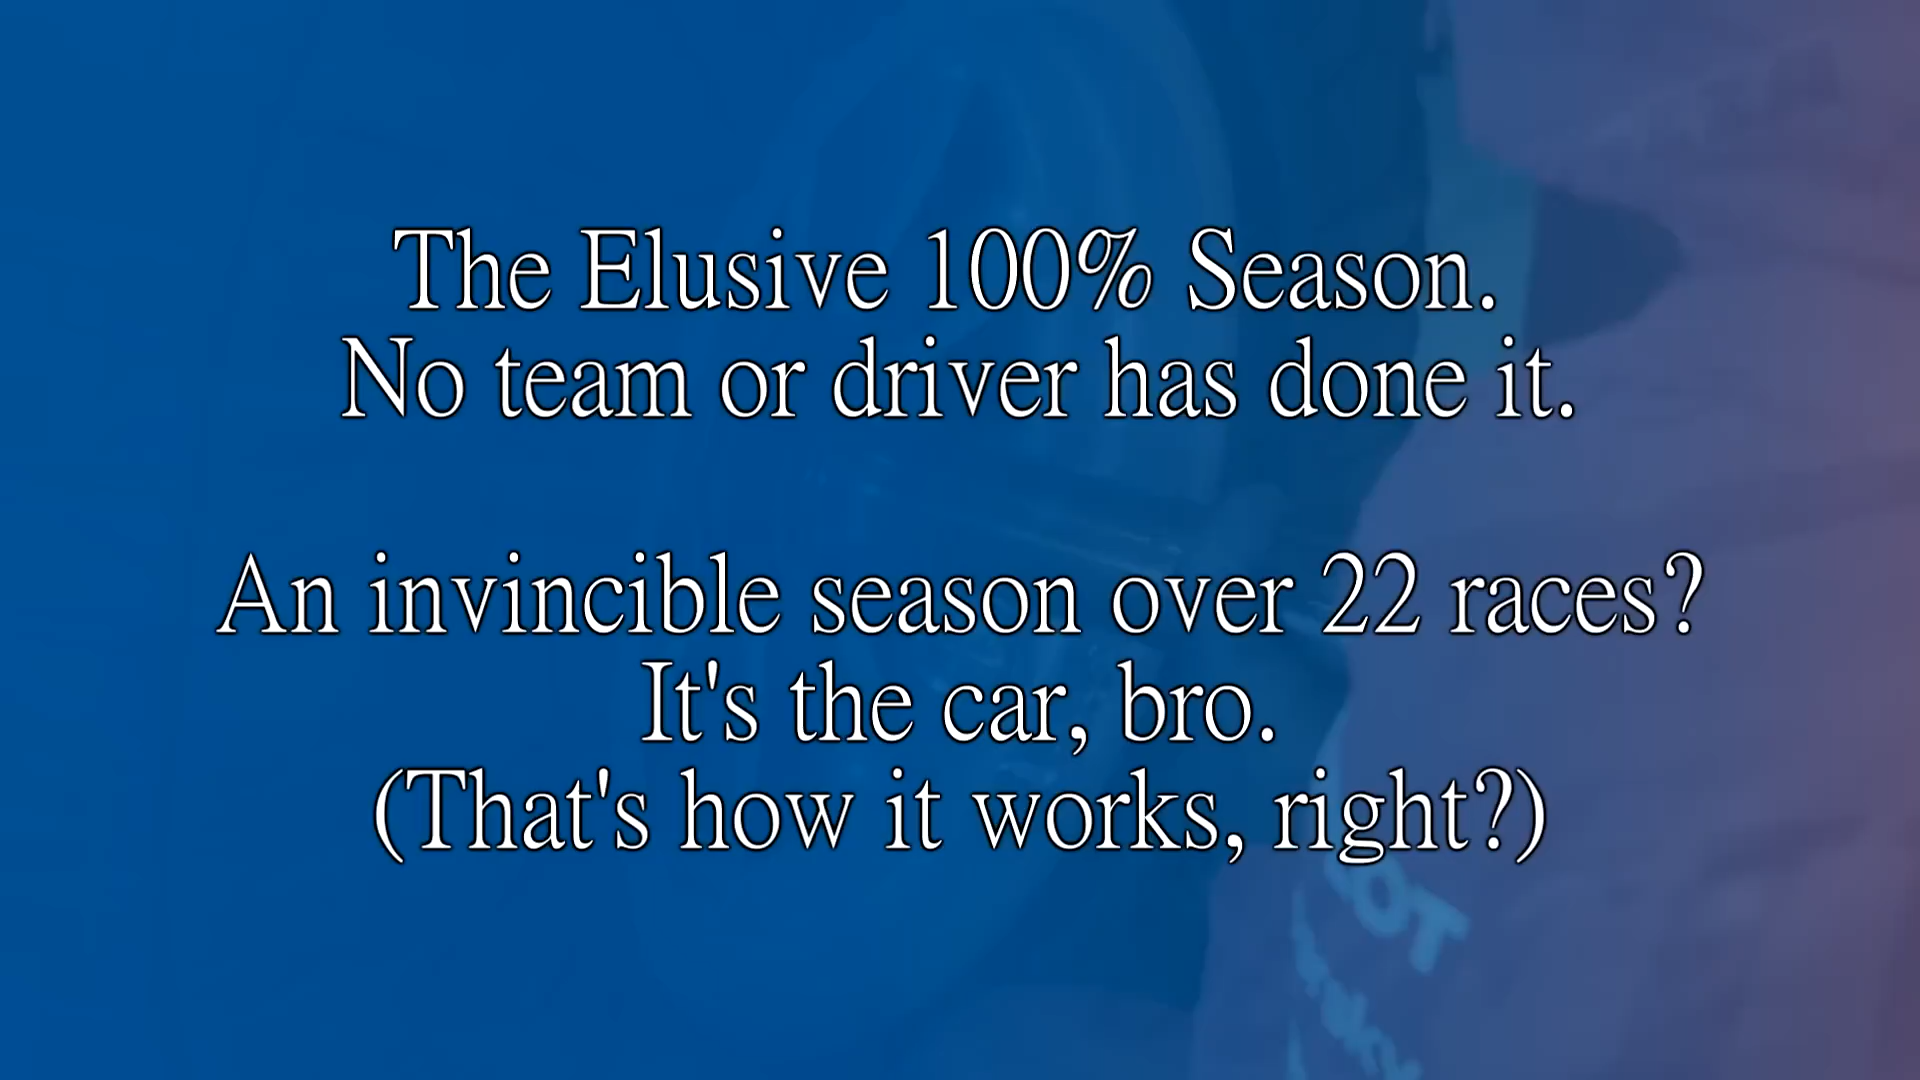 The Elusive 100% Season.
No team or driver has done it.
An invincible season over 22 races?
It's the car, bro.
(That's how it works, right?)